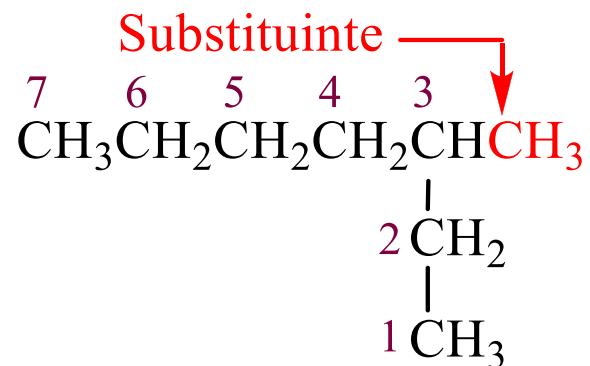 Substituinte
7 6 5 4 3
CH₃CH₂CH₂CH₂CHCH₃
2 CH₂
1 CH₃